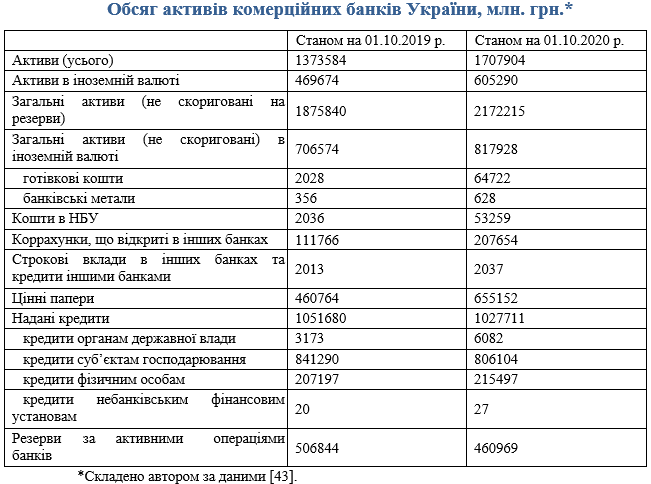 Обсяг активів комерційних банків України, млн. грн.*
Станом на 01.10.2019 р. Станом на 01.10.2020 р.
Активи (усього) 1373584 1707904
Активи в іноземній валюті 469674 605290
Загальні активи (не скориговані на
резерви) 1875840 2172215
Загальні активи (не скориговані) в
іноземній валюті 706574 817928
готівкові кошти 2028 64722
банківські метали 356 628
Кошти в НБУ 2036 53259
Коррахунки, що відкриті в інших банках 111766 207654
Строкові вклади в інших банках та
кредити іншими банками 2013 2037
Цінні папери 460764 655152
Надані кредити 1051680 1027711
кредити органам державної влади 3173 6082
кредити суб’єктам господарювання 841290 806104
кредити фізичним особам 207197 215497
кредити небанківським фінансовим
установам 20 27
Резерви за активними операціями
банків 506844 460969
*Складено автором за даними [43].